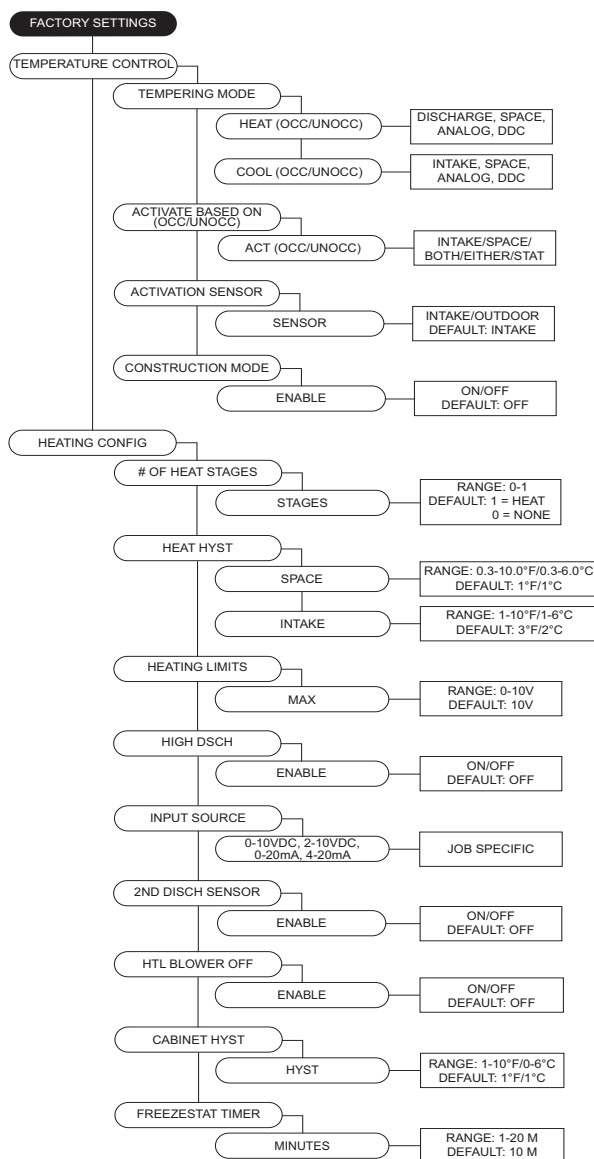 FACTORY SETTINGS
TEMPERATURE CONTROL
TEMPERING MODE
HEAT (OCC/UNOCC)
DISCHARGE, SPACE,
ANALOG, DDC
COOL (OCC/UNOCC)
INTAKE, SPACE,
ANALOG, DDC
ACTIVATE BASED ON
(OCC/UNOCC)
ACT (OCC/UNOCC)
INTAKE/SPACE/
BOTH/EITHER/STAT
ACTIVATION SENSOR
SENSOR
INTAKE/OUTDOOR
DEFAULT: INTAKE
CONSTRUCTION MODE
ENABLE
ON/OFF
DEFAULT: OFF
HEATING CONFIG
# OF HEAT STAGES
STAGES
RANGE: 0-1
DEFAULT: 1 = HEAT
0 = NONE
HEAT HYST
SPACE
RANGE: 0.3-10.0°F/0.3-6.0°C
DEFAULT: 1°F/1°C
INTAKE
RANGE: 1-10°F/1-6°C
DEFAULT: 3°F/2°C
HEATING LIMITS
MAX
RANGE: 0-10V
DEFAULT: 10V
HIGH DSCH
ENABLE
ON/OFF
DEFAULT: OFF
INPUT SOURCE
0-10VDC, 2-10VDC,
0-20mA, 4-20mA
JOB SPECIFIC
2ND DISCH SENSOR
ENABLE
ON/OFF
DEFAULT: OFF
HTL BLOWER OFF
ENABLE
ON/OFF
DEFAULT: OFF
CABINET HYST
HYST
RANGE: 1-10°F/0-6°C
DEFAULT: 1°F/1°C
FREEZESTAT TIMER
MINUTES
RANGE: 1-20 M
DEFAULT: 10 M